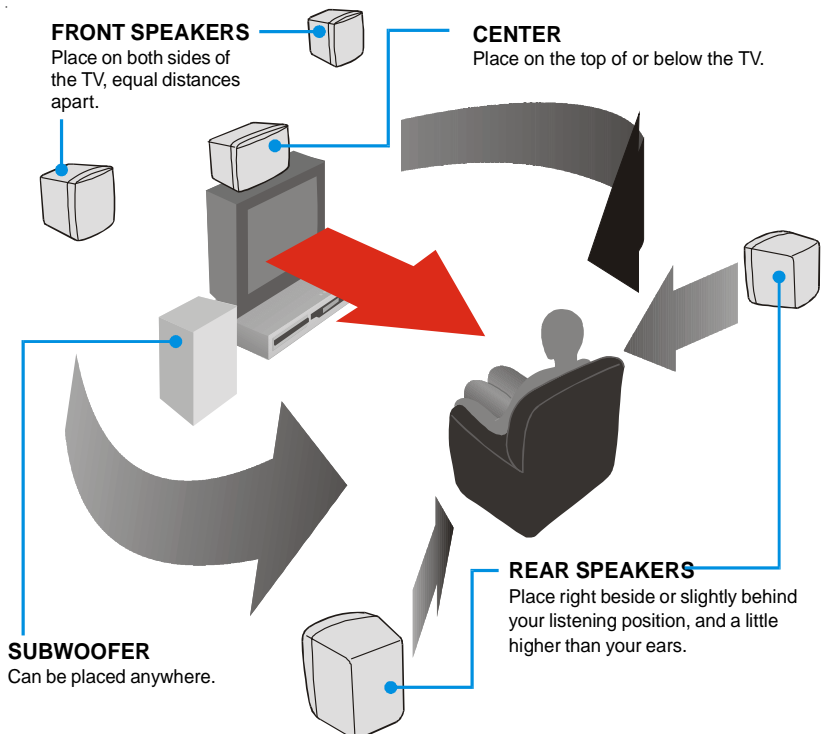 FRONT SPEAKERS
Place on both sides of
the TV, equal distances
apart.
CENTER
Place on the top of or below the TV.
REAR SPEAKERS
Place right beside or slightly behind
your listening position, and a little
higher than your ears.
SUBWOOFER
Can be placed anywhere.